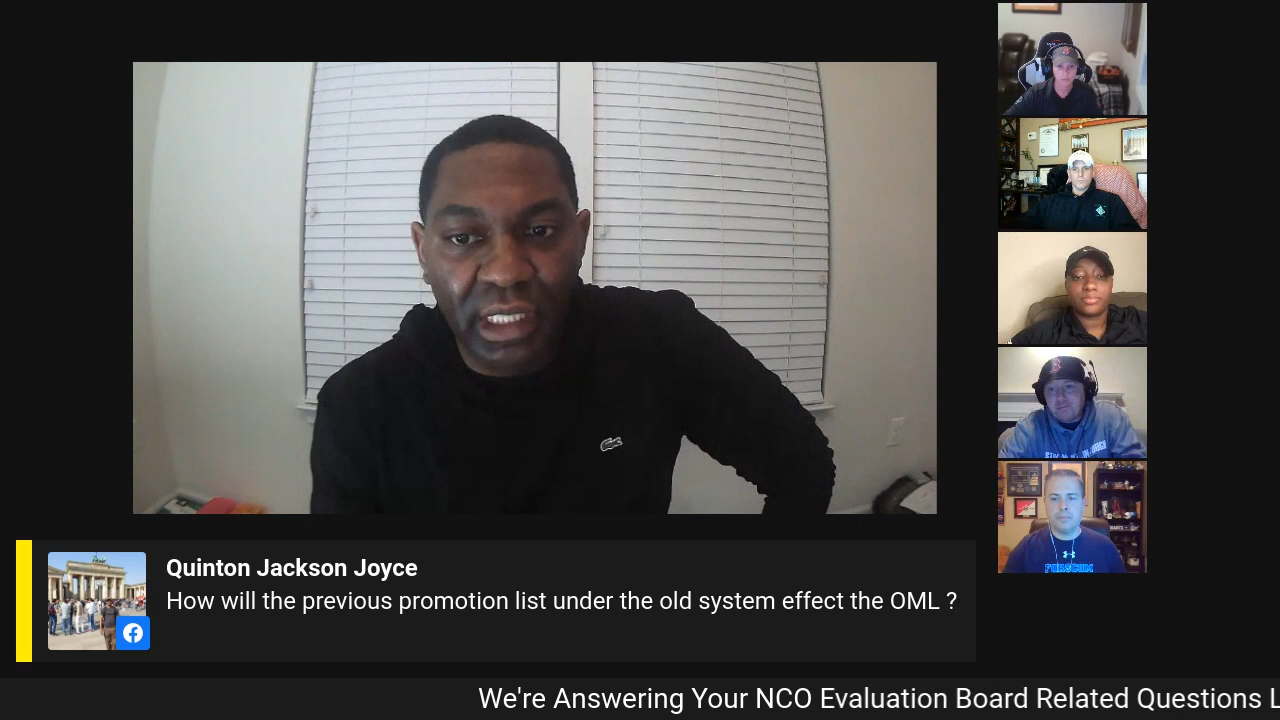 Quinton Jackson Joyce
How will the previous promotion list under the old system effect the OML ?
We're Answering Your NCO Evaluation Board Related Questions L
FORSCOM